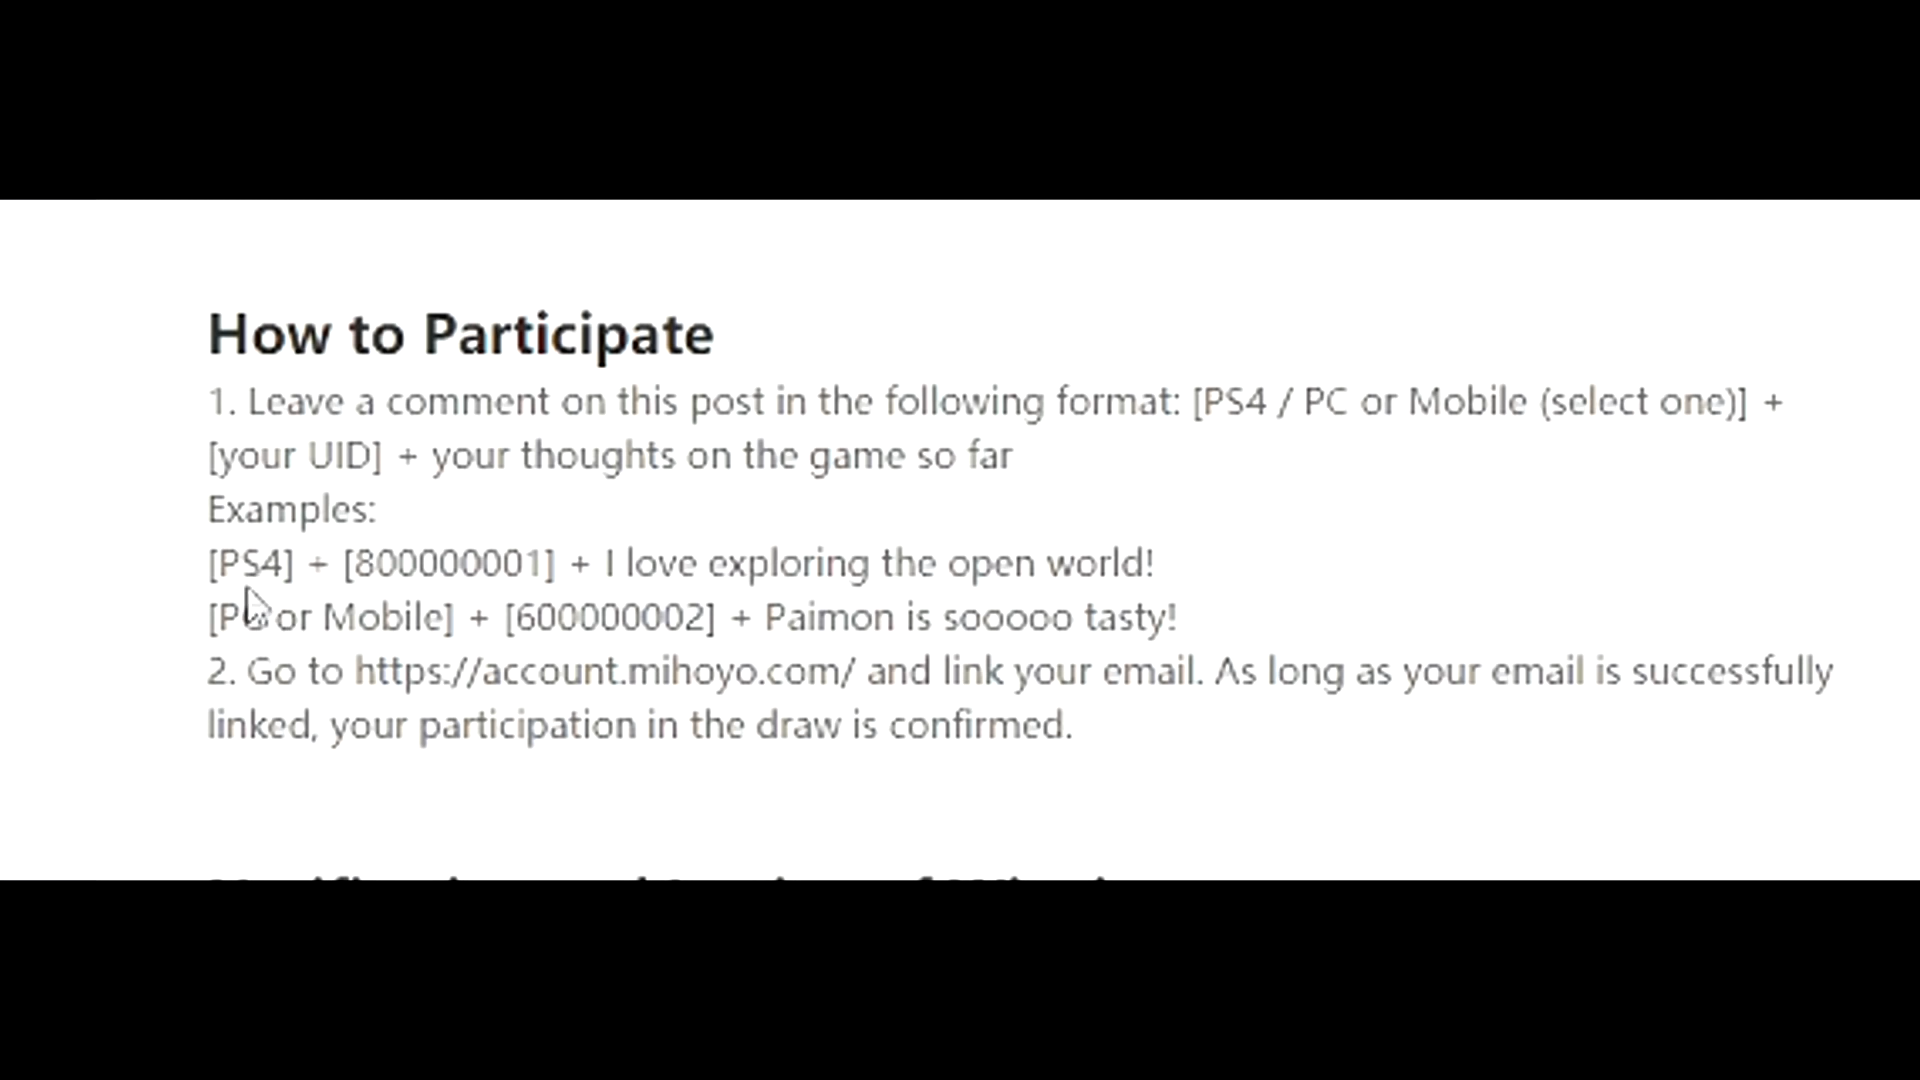 How to Participate
1. Leave a comment on this post in the following format: [PS4 / PC or Mobile (select one)] +
[your UID] + your thoughts on the game so far
Examples:
[PS4] + [800000001] + I love exploring the open world!
[PC or Mobile] + [600000002] + Paimon is sooooo tasty!
2. Go to https://account.mihoyo.com/ and link your email. As long as your email is successfully
linked, your participation in the draw is confirmed.